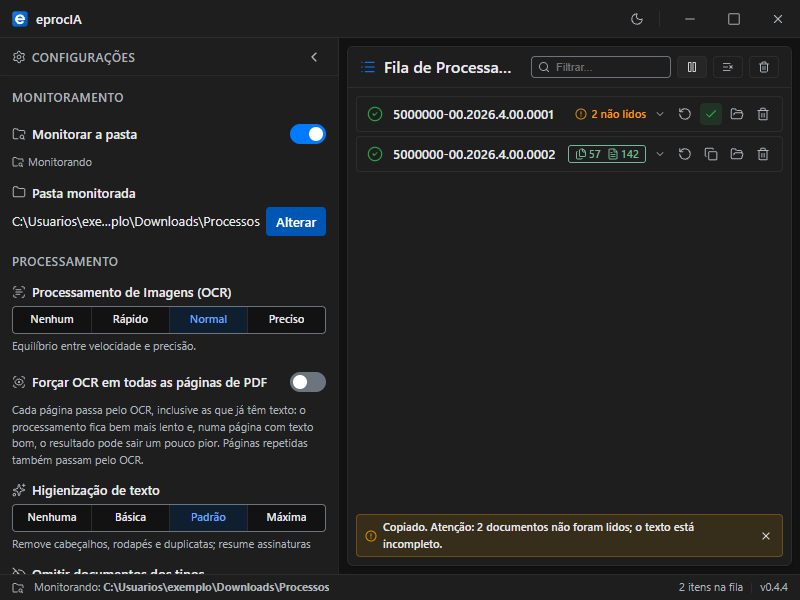 eprocIA
CONFIGURAÇÕES
MONITORAMENTO
Monitorar a pasta
Monitorando
Pasta monitorada
C:\Usuarios\exe...plo\Downloads\Processos
Alterar
PROCESSAMENTO
Processamento de Imagens (OCR)
Nenhum Rápido Normal Preciso
Equilíbrio entre velocidade e precisão.
Forçar OCR em todas as páginas de PDF
Cada página passa pelo OCR, inclusive as que já têm texto: o
processamento fica bem mais lento e, numa página com texto
bom, o resultado pode sair um pouco pior. Páginas repetidas
também passam pelo OCR.
Higienização de texto
Nenhuma Básica Padrão Máxima
Remove cabeçalhos, rodapés e duplicatas; resume assinaturas
Omitir documentos dos tipos
Fila de Processa...
Filtrar...
5000000-00.2026.4.00.0001 2 não lidos
5000000-00.2026.4.00.0002 57 142
Copiado. Atenção: 2 documentos não foram lidos; o texto está
incompleto.
Monitorando: C:\Usuarios\exemplo\Downloads\Processos
2 itens na fila v0.4.4